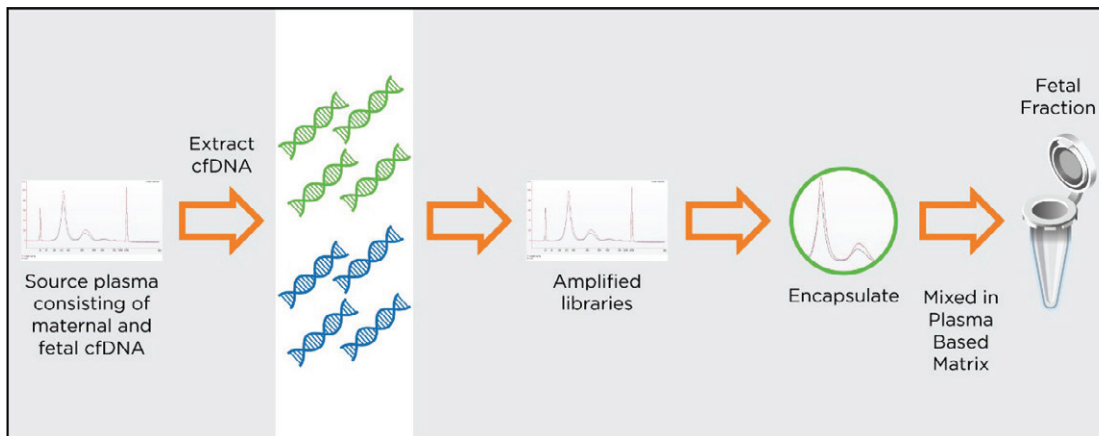 Source plasma
consisting of
maternal and
fetal cfDNA
Extract
cfDNA
Amplified
libraries
Encapsulate
Mixed in
Plasma
Based
Matrix
Fetal
Fraction